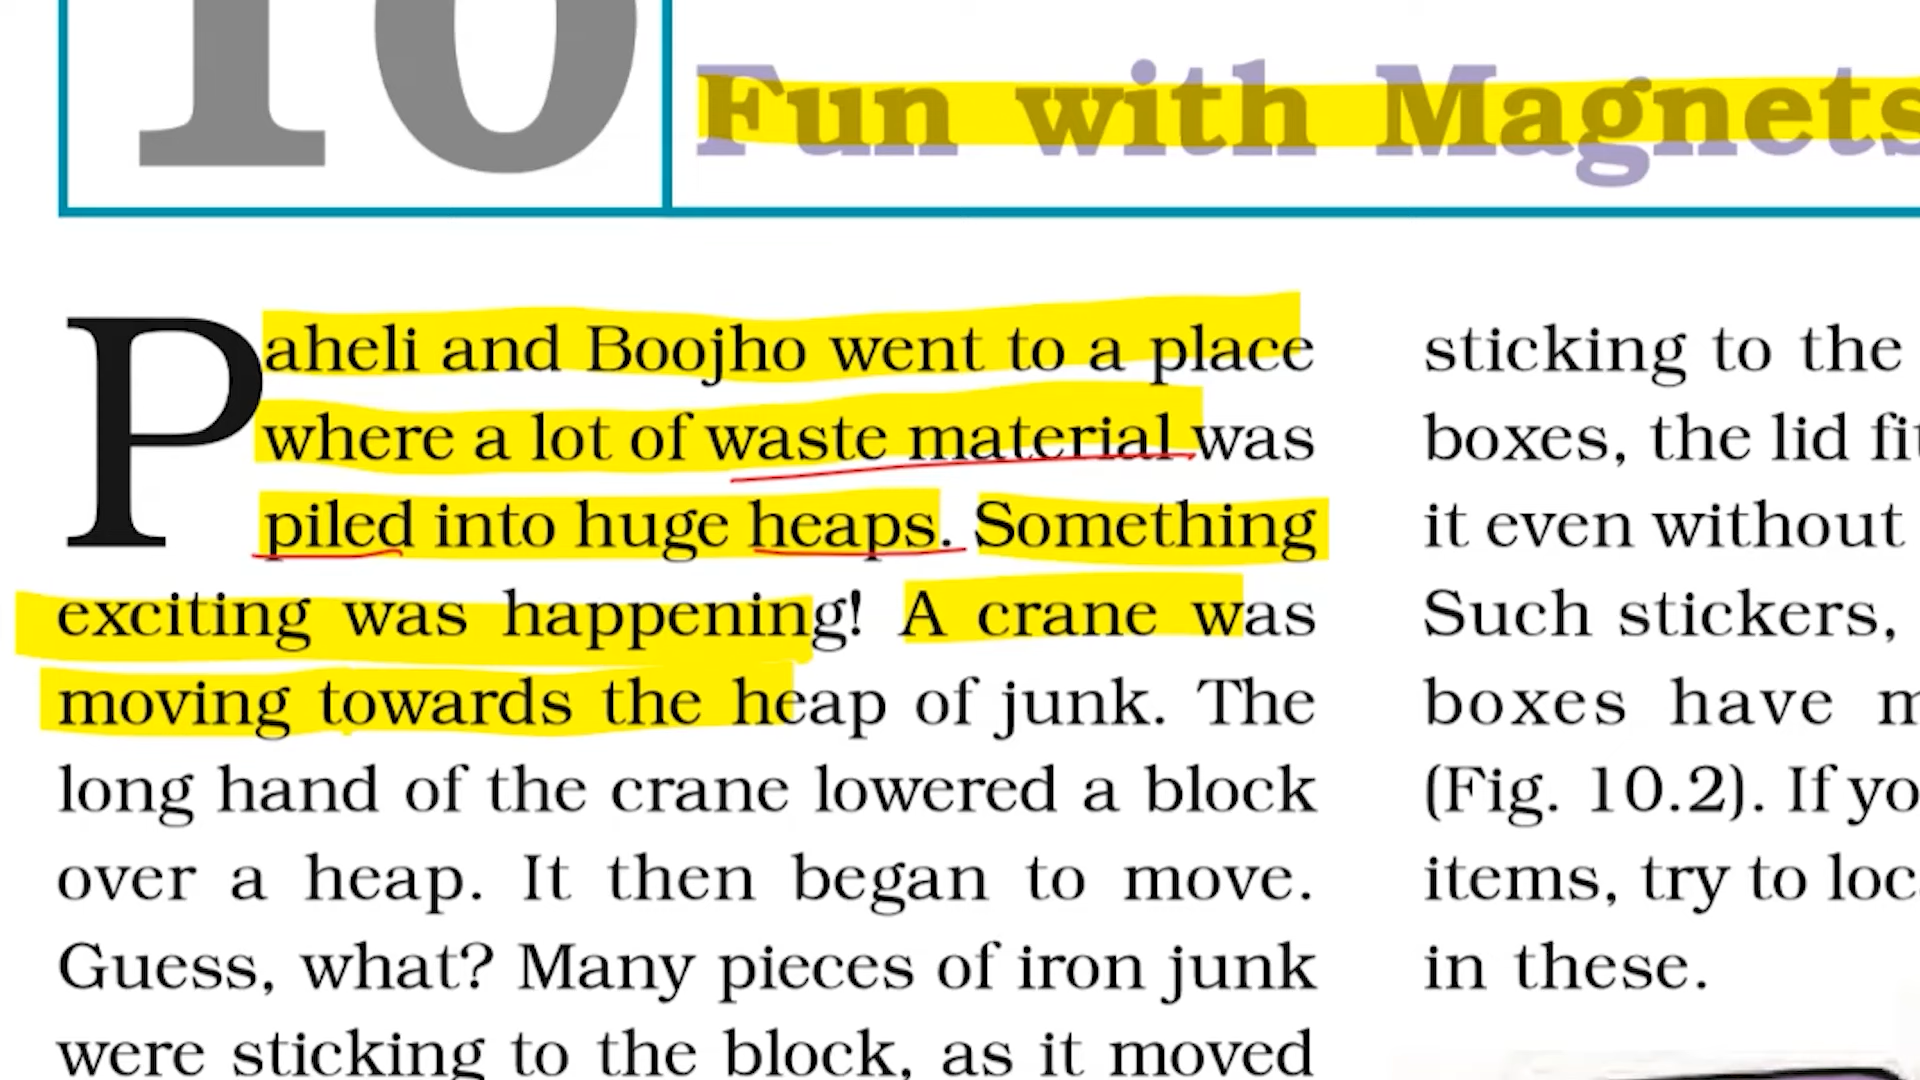 10
Fun with Magnets
Paheli and Boojho went to a place
where a lot of waste material was
piled into huge heaps. Something
exciting was happening! A crane was
moving towards the heap of junk. The
long hand of the crane lowered a block
over a heap. It then began to move.
Guess, what? Many pieces of iron junk
were sticking to the block, as it moved
sticking to the
boxes, the lid
it even without
Such stickers,
boxes have
(Fig. 10.2). If
items, try to
in these.